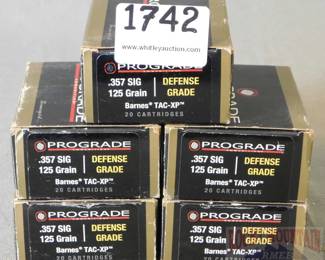 1742
www.whitleyauction.com
PROGRADE
.357 SIG
125 Grain
DEFENSE
GRADE
Barnes® TAC-XP™
20 CARTRIDGES
PROGRADE
.357 SIG
125 Grain
DEFENSE
GRADE
Barnes® TAC-XP™
20 CARTRIDGES
PROGRADE
.357 SIG
125 Grain
DEFENSE
GRADE
Barnes® TAC-XP™
20 CARTRIDGES
PROGRADE
.357 SIG
125 Grain
DEFENSE
GRADE
Barnes® TAC-XP™
20 CARTRIDGES
PROGRADE
.357 SIG
125 Grain
DEFENSE
GRADE